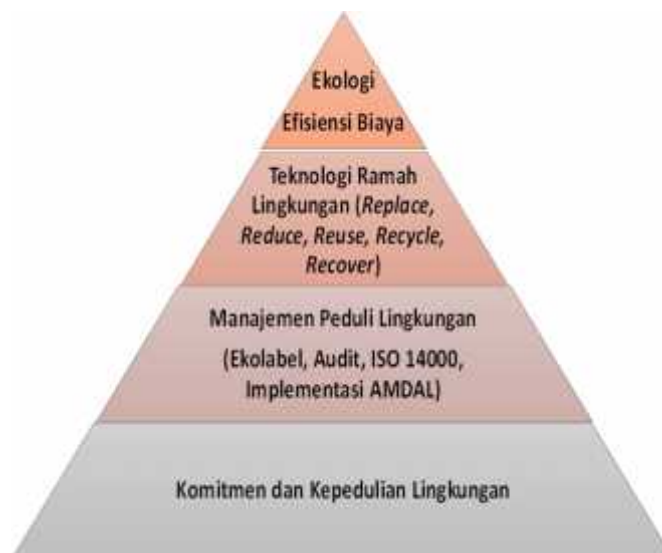 Ekologi
Efisiensi Biaya
Teknologi Ramah
Lingkungan (Replace,
Reduce, Reuse, Recycle,
Recover)
Manajemen Peduli Lingkungan
(Ekolabel, Audit, ISO 14000,
Implementasi AMDAL)
Komitmen dan Kepedulian Lingkungan